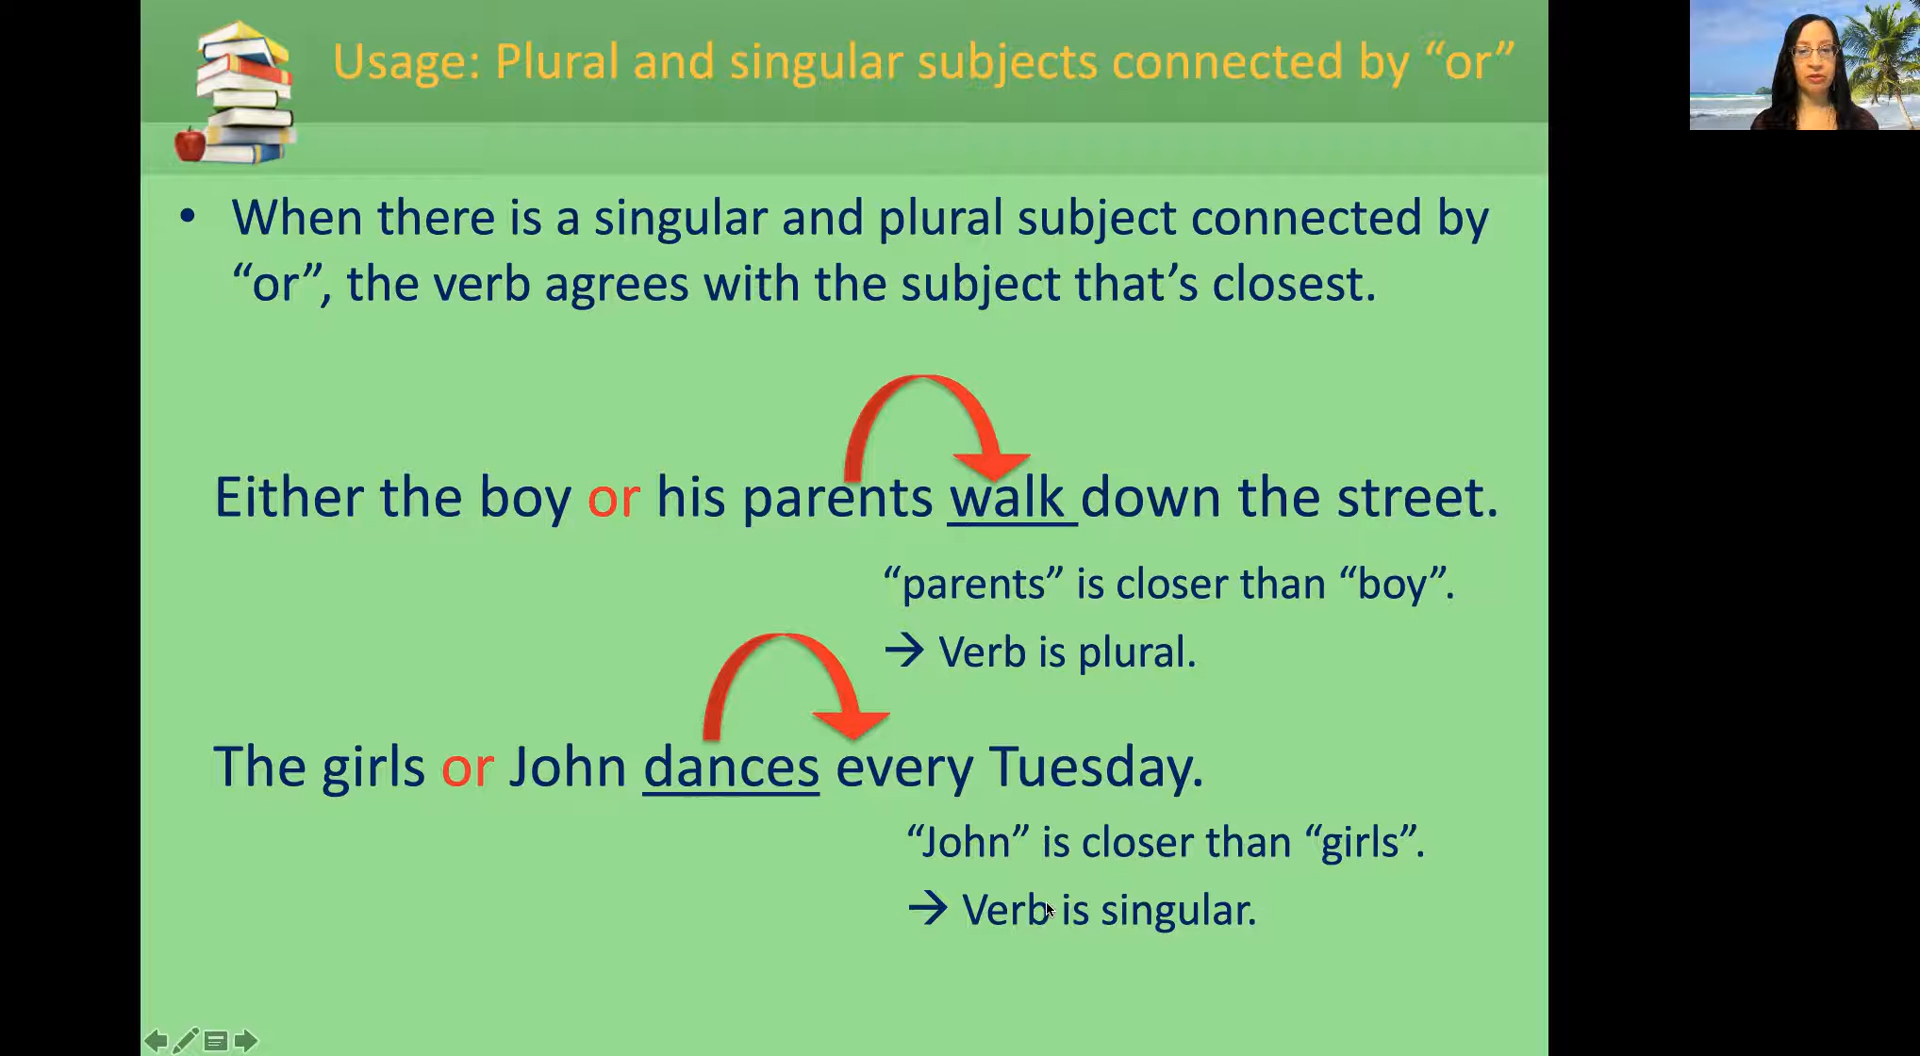 Usage: Plural and singular subjects connected by “or”
• When there is a singular and plural subject connected by
“or”, the verb agrees with the subject that’s closest.
Either the boy or his parents walk down the street.
“parents” is closer than “boy”.
→ Verb is plural.
The girls or John dances every Tuesday.
“John” is closer than “girls”.
→ Verb is singular.